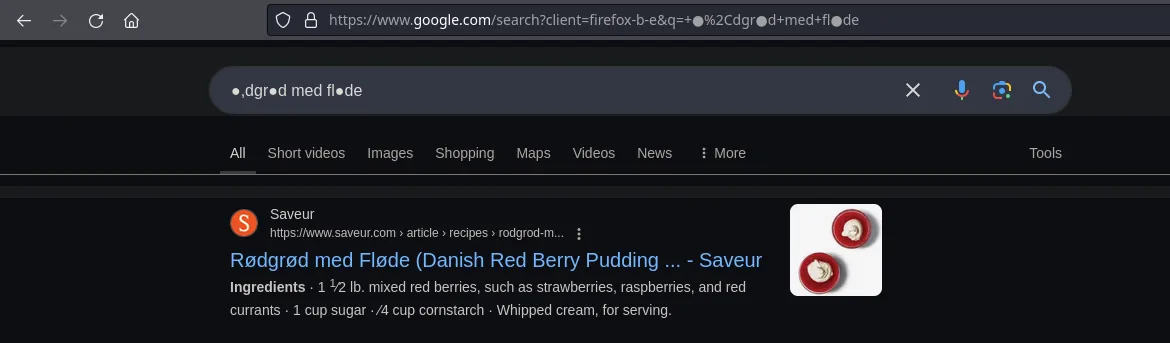 https://www.google.com/search?client=firefox-b-e&q=+●%2Cdgr●d+med+fl●de
●,dgr●d med fl●de
All Short videos Images Shopping Maps Videos News More Tools
Saveur
https://www.saveur.com › article › recipes › rodgrod-m...
Rødgrød med Fløde (Danish Red Berry Pudding ... - Saveur
Ingredients · 1 1⁄2 lb. mixed red berries, such as strawberries, raspberries, and red
currants · 1 cup sugar · ⁄4 cup cornstarch · Whipped cream, for serving.